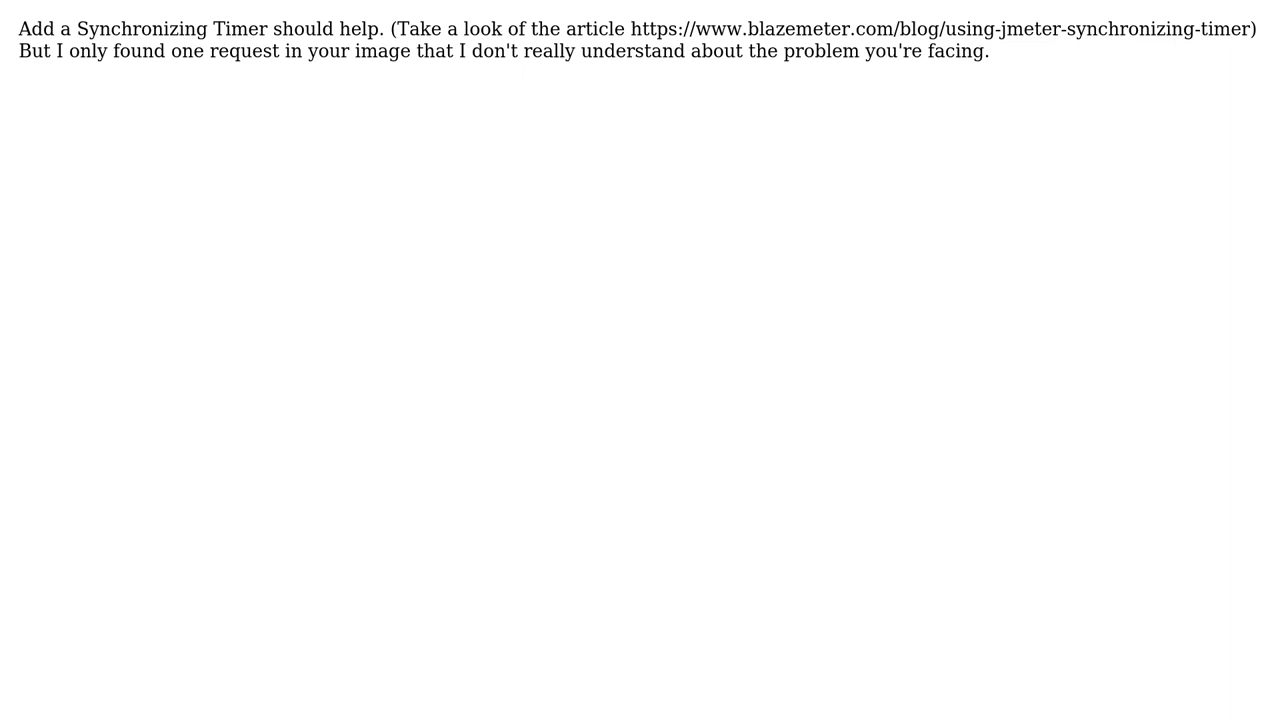 Add a Synchronizing Timer should help. (Take a look of the article https://www.blazemeter.com/blog/using-jmeter-synchronizing-timer)
But I only found one request in your image that I don't really understand about the problem you're facing.